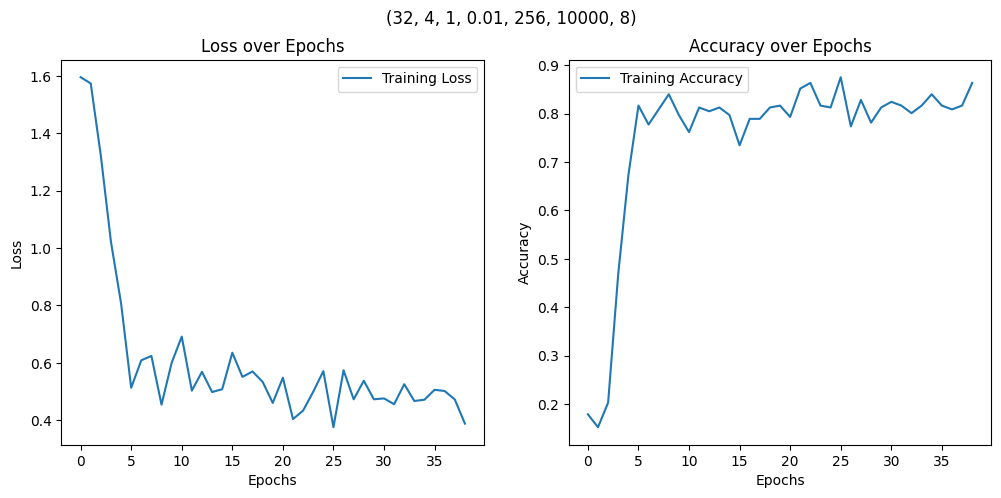 (32, 4, 1, 0.01, 256, 10000, 8)
Loss over Epochs
Training Loss
1.6
1.4
1.2
1.0
0.8
0.6
0.4
Loss
0 5 10 15 20 25 30 35
Epochs
Accuracy over Epochs
Training Accuracy
0.9
0.8
0.7
0.6
0.5
0.4
0.3
0.2
Accuracy
0 5 10 15 20 25 30 35
Epochs